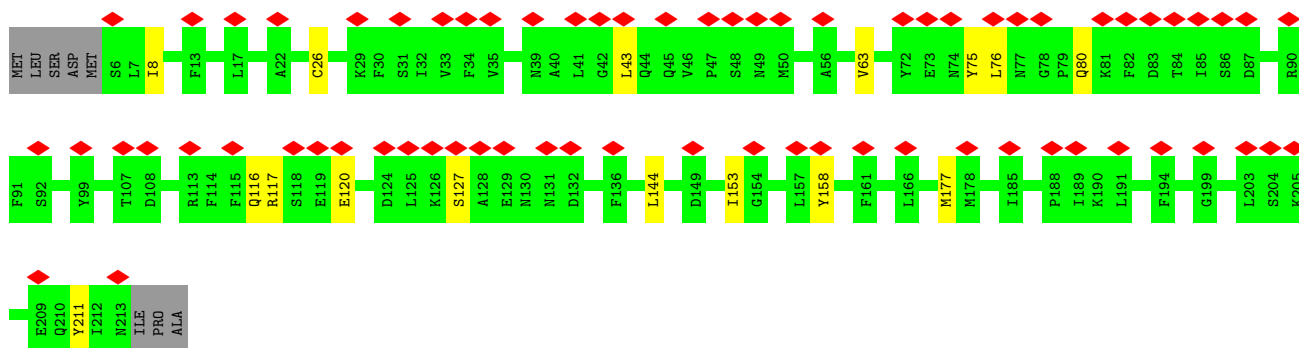 MET LEU SER ASP MET S6 L7 I8 F13 L17 A22 C26 K29 F30 S31 I32 V33 F34 V35 N39 A40 L41 G42 L43 Q44 Q45 V46 P47 S48 N49 M50 A56 V63 Y72 E73 N74 Y75 L76 N77 G78 P79 Q80 K81 F82 D83 T84 I85 S86 D87 R90
F91 S92 Y99 T107 D108 R113 F114 F115 Q116 R117 S118 E119 E120 D124 L125 K126 S127 A128 E129 N130 N131 D132 F136 L144 D149 I153 G154 L157 Y158 F161 L166 M177 M178 I185 P188 I189 K190 L191 F194 G199 L203 S204 K205
E209 Q210 Y211 I212 N213 ILE PRO ALA